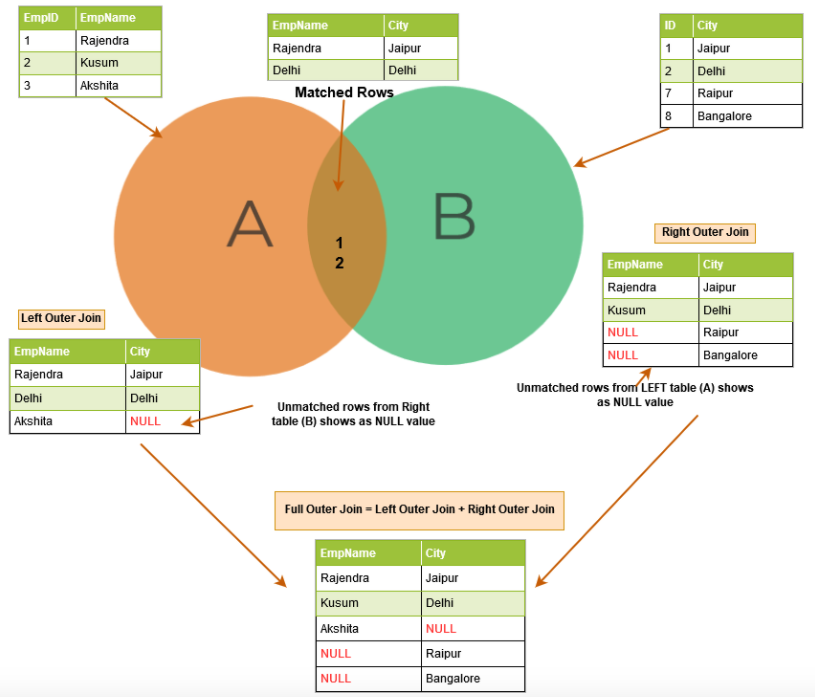 EmpID EmpName
1 Rajendra
2 Kusum
3 Akshita
EmpName City
Rajendra Jaipur
Delhi Delhi
Matched Rows
ID City
1 Jaipur
2 Delhi
7 Raipur
8 Bangalore
A
B
1
2
Right Outer Join
EmpName City
Rajendra Jaipur
Kusum Delhi
NULL Raipur
NULL Bangalore
Unmatched rows from LEFT table (A) shows
as NULL value
Left Outer Join
EmpName City
Rajendra Jaipur
Delhi Delhi
Akshita NULL
Unmatched rows from Right
table (B) shows as NULL value
Full Outer Join = Left Outer Join + Right Outer Join
EmpName City
Rajendra Jaipur
Kusum Delhi
Akshita NULL
NULL Raipur
NULL Bangalore